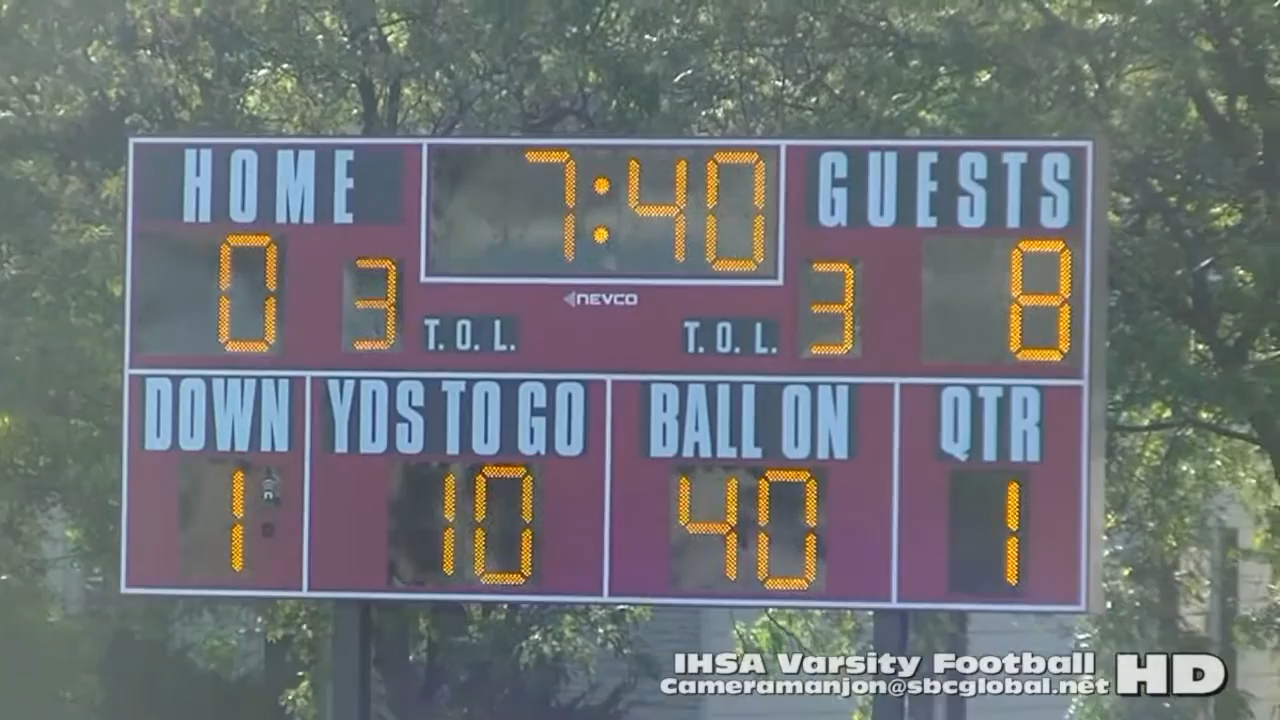 HOME 7:40 GUESTS
0 3 T.O.L. NEVCO T.O.L. 3 8
DOWN YDS TO GO BALL ON QTR
1 10 40 1
IHSA Varsity Football HD
Cameramanjon@sbcglobal.net